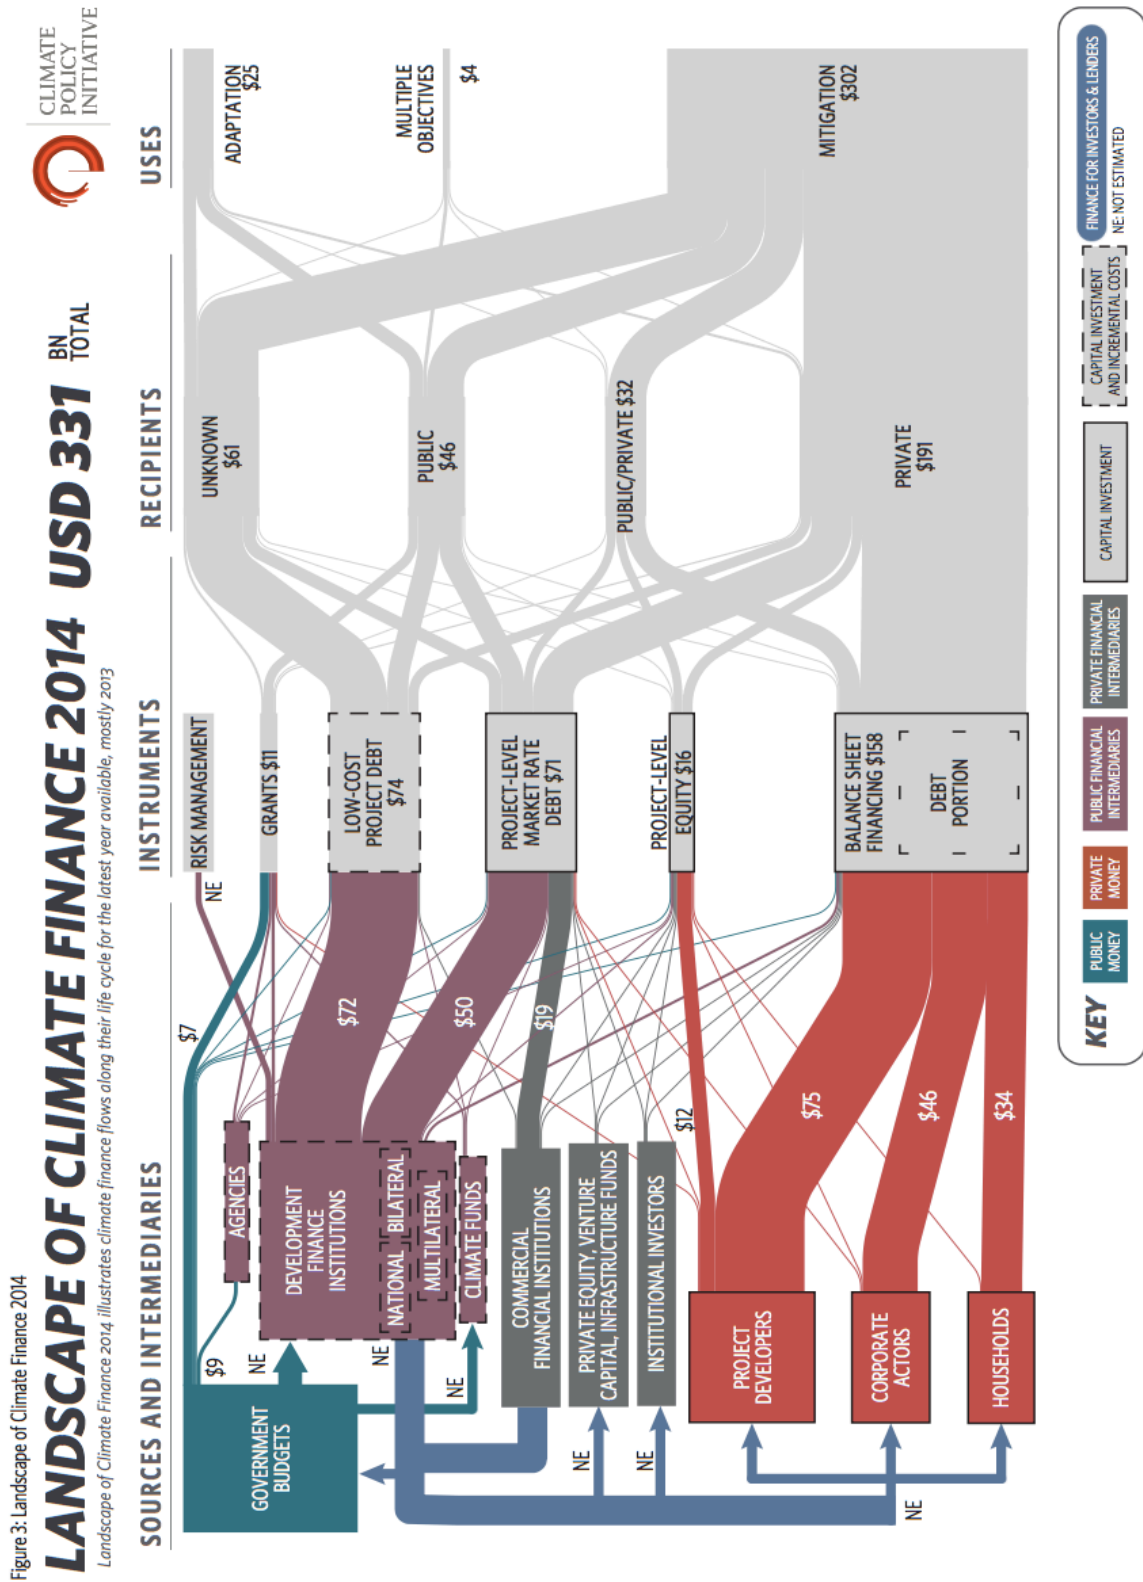 Figure 3: Landscape of Climate Finance 2014
LANDSCAPE OF CLIMATE FINANCE 2014 USD 331 BN
TOTAL
CLIMATE
POLICY
INITIATIVE
Landscape of Climate Finance 2014 illustrates climate finance flows along their life cycle for the latest year available, mostly 2013
SOURCES AND INTERMEDIARIES
INSTRUMENTS
RECIPIENTS
USES
GOVERNMENT
BUDGETS
$9
$7
NE
NE
NE
AGENCIES
DEVELOPMENT
FINANCE
INSTITUTIONS
NATIONAL
BILATERAL
MULTILATERAL
CLIMATE FUNDS
COMMERCIAL
FINANCIAL INSTITUTIONS
NE
PRIVATE EQUITY, VENTURE
CAPITAL, INFRASTRUCTURE FUNDS
NE
INSTITUTIONAL INVESTORS
PROJECT
DEVELOPERS
CORPORATE
ACTORS
NE
HOUSEHOLDS
NE
$72
$50
$19
$12
$75
$46
$34
RISK MANAGEMENT
GRANTS $11
LOW-COST
PROJECT DEBT
$74
PROJECT-LEVEL
MARKET RATE
DEBT $71
PROJECT-LEVEL
EQUITY $16
BALANCE SHEET
FINANCING $158
DEBT
PORTION
UNKNOWN
$61
PUBLIC
$46
PUBLIC/PRIVATE $32
PRIVATE
$191
ADAPTATION
$25
MULTIPLE
OBJECTIVES
$4
MITIGATION
$302
KEY
PUBLIC
MONEY
PRIVATE
MONEY
PUBLIC FINANCIAL
INTERMEDIARIES
PRIVATE FINANCIAL
INTERMEDIARIES
CAPITAL INVESTMENT
CAPITAL INVESTMENT
AND INCREMENTAL COSTS
FINANCE FOR INVESTORS & LENDERS
NE: NOT ESTIMATED